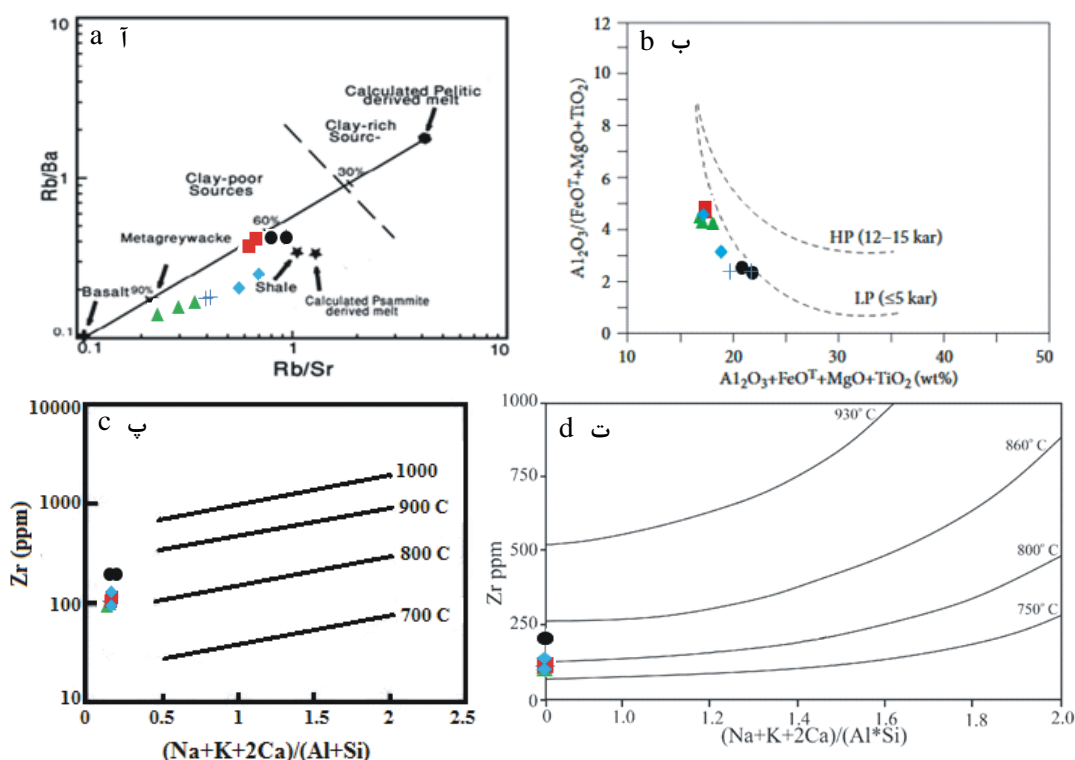 10
a آ
Calculated Pelitic
derived melt
Clay-rich
Sourc-
Rb/Ba
1
30%
Clay-poor
Sources
60%
Metagreywacke
Basalt 90%
Shale
Calculated Psammite
derived melt
0.1
0.1 1 10
Rb/Sr
b ب
12
10
8
6
4
2
0
Al₂O₃/(FeOᵀ+MgO+TiO₂)
HP (12–15 kar)
LP (≤5 kar)
10 20 30 40 50
Al₂O₃+FeOᵀ+MgO+TiO₂(wt%)
c پ
10000
1000
100
10
Zr (ppm)
1000
900 C
800 C
700 C
0 0.5 1 1.5 2 2.5
(Na+K+2Ca)/(Al+Si)
d ت
1000
750
500
250
0
Zr ppm
930° C
860° C
800° C
750° C
0 1.0 1.2 1.4 1.6 1.8 2.0
(Na+K+2Ca)/(Al*Si)